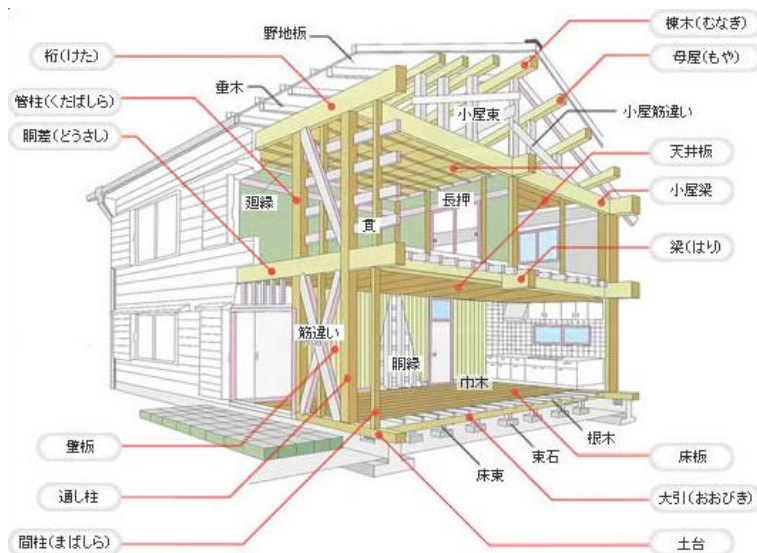 野地板
棟木(むなぎ)
桁(けた)
母屋(もや)
垂木
管柱(くだばしら)
小屋束
小屋筋違い
胴差(どうさし)
天井板
廻縁
長押
小屋梁
貫
梁(はり)
筋違い
胴縁
巾木
壁板
根木
床板
束石
床束
通し柱
大引(おおびき)
間柱(まばしら)
土台